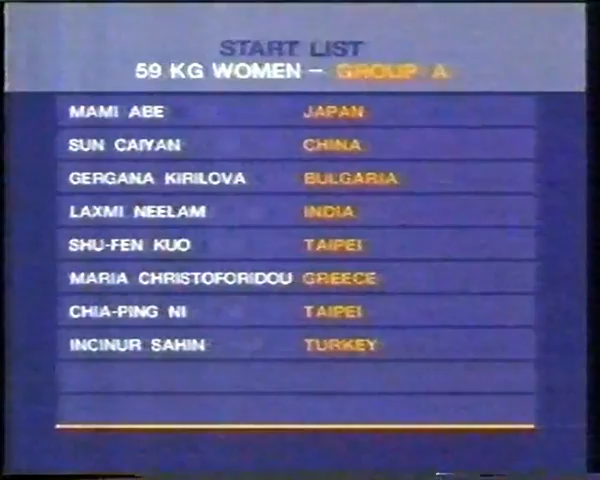 START LIST
59 KG WOMEN - GROUP A
MAMI ABE JAPAN
SUN CAIYAN CHINA
GERGANA KIRILOVA BULGARIA
LAXMI NEELAM INDIA
SHU-FEN KUO TAIPEI
MARIA CHRISTOFORIDOU GREECE
CHIA-PING NI TAIPEI
INCINUR SAHIN TURKEY